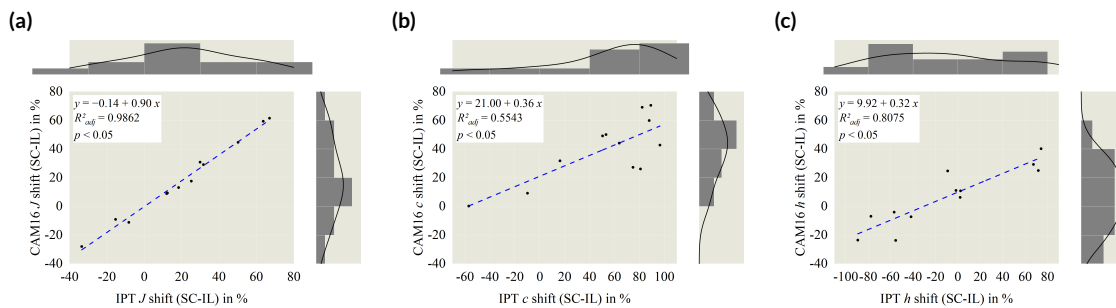 (a)
y = −0.14 + 0.90 x
R²adj = 0.9862
p < 0.05
CAM16 J shift (SC-IL) in %
80
60
40
20
0
-20
-40
-40 -20 0 20 40 60 80
IPT J shift (SC-IL) in %
(b)
y = 21.00 + 0.36 x
R²adj = 0.5543
p < 0.05
CAM16 c shift (SC-IL) in %
80
60
40
20
0
-20
-40
-60 -40 -20 0 20 40 60 80 100
IPT c shift (SC-IL) in %
(c)
y = 9.92 + 0.32 x
R²adj = 0.8075
p < 0.05
CAM16 h shift (SC-IL) in %
80
60
40
20
0
-20
-40
-100 -80 -60 -40 -20 0 20 40 60 80
IPT h shift (SC-IL) in %